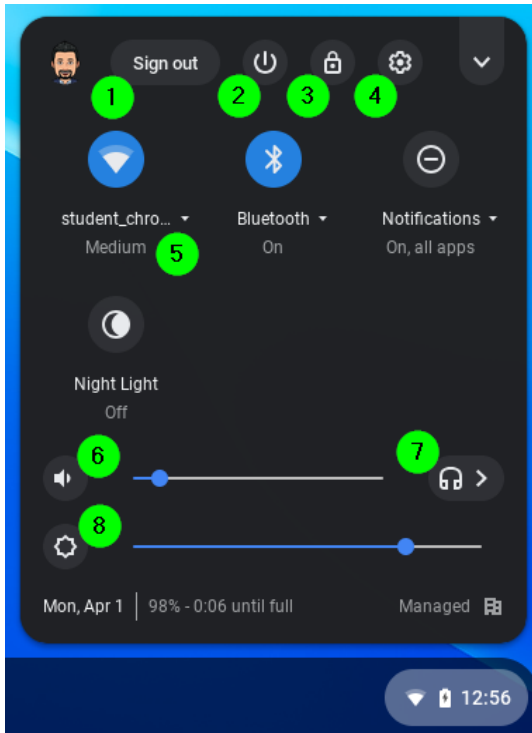 Sign out
1
2
3
4
student_chro... Bluetooth Notifications
Medium On On, all apps
5
Night Light
Off
6
7
8
Mon, Apr 1 98% - 0:06 until full Managed
12:56